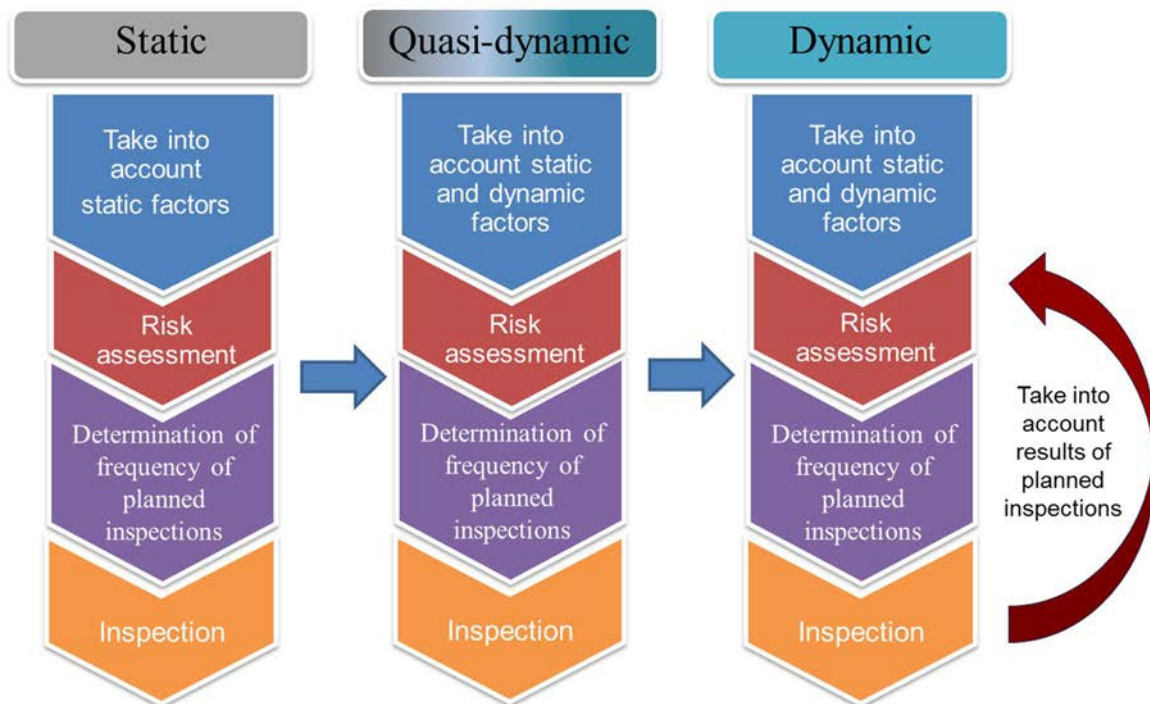 Static
Take into
account
static factors
Risk
assessment
Determination of
frequency of
planned
inspections
Inspection
Quasi-dynamic
Take into
account static
and dynamic
factors
Risk
assessment
Determination of
frequency of
planned
inspections
Inspection
Dynamic
Take into
account static
and dynamic
factors
Risk
assessment
Determination of
frequency of
planned
inspections
Inspection
Take into
account
results of
planned
inspections